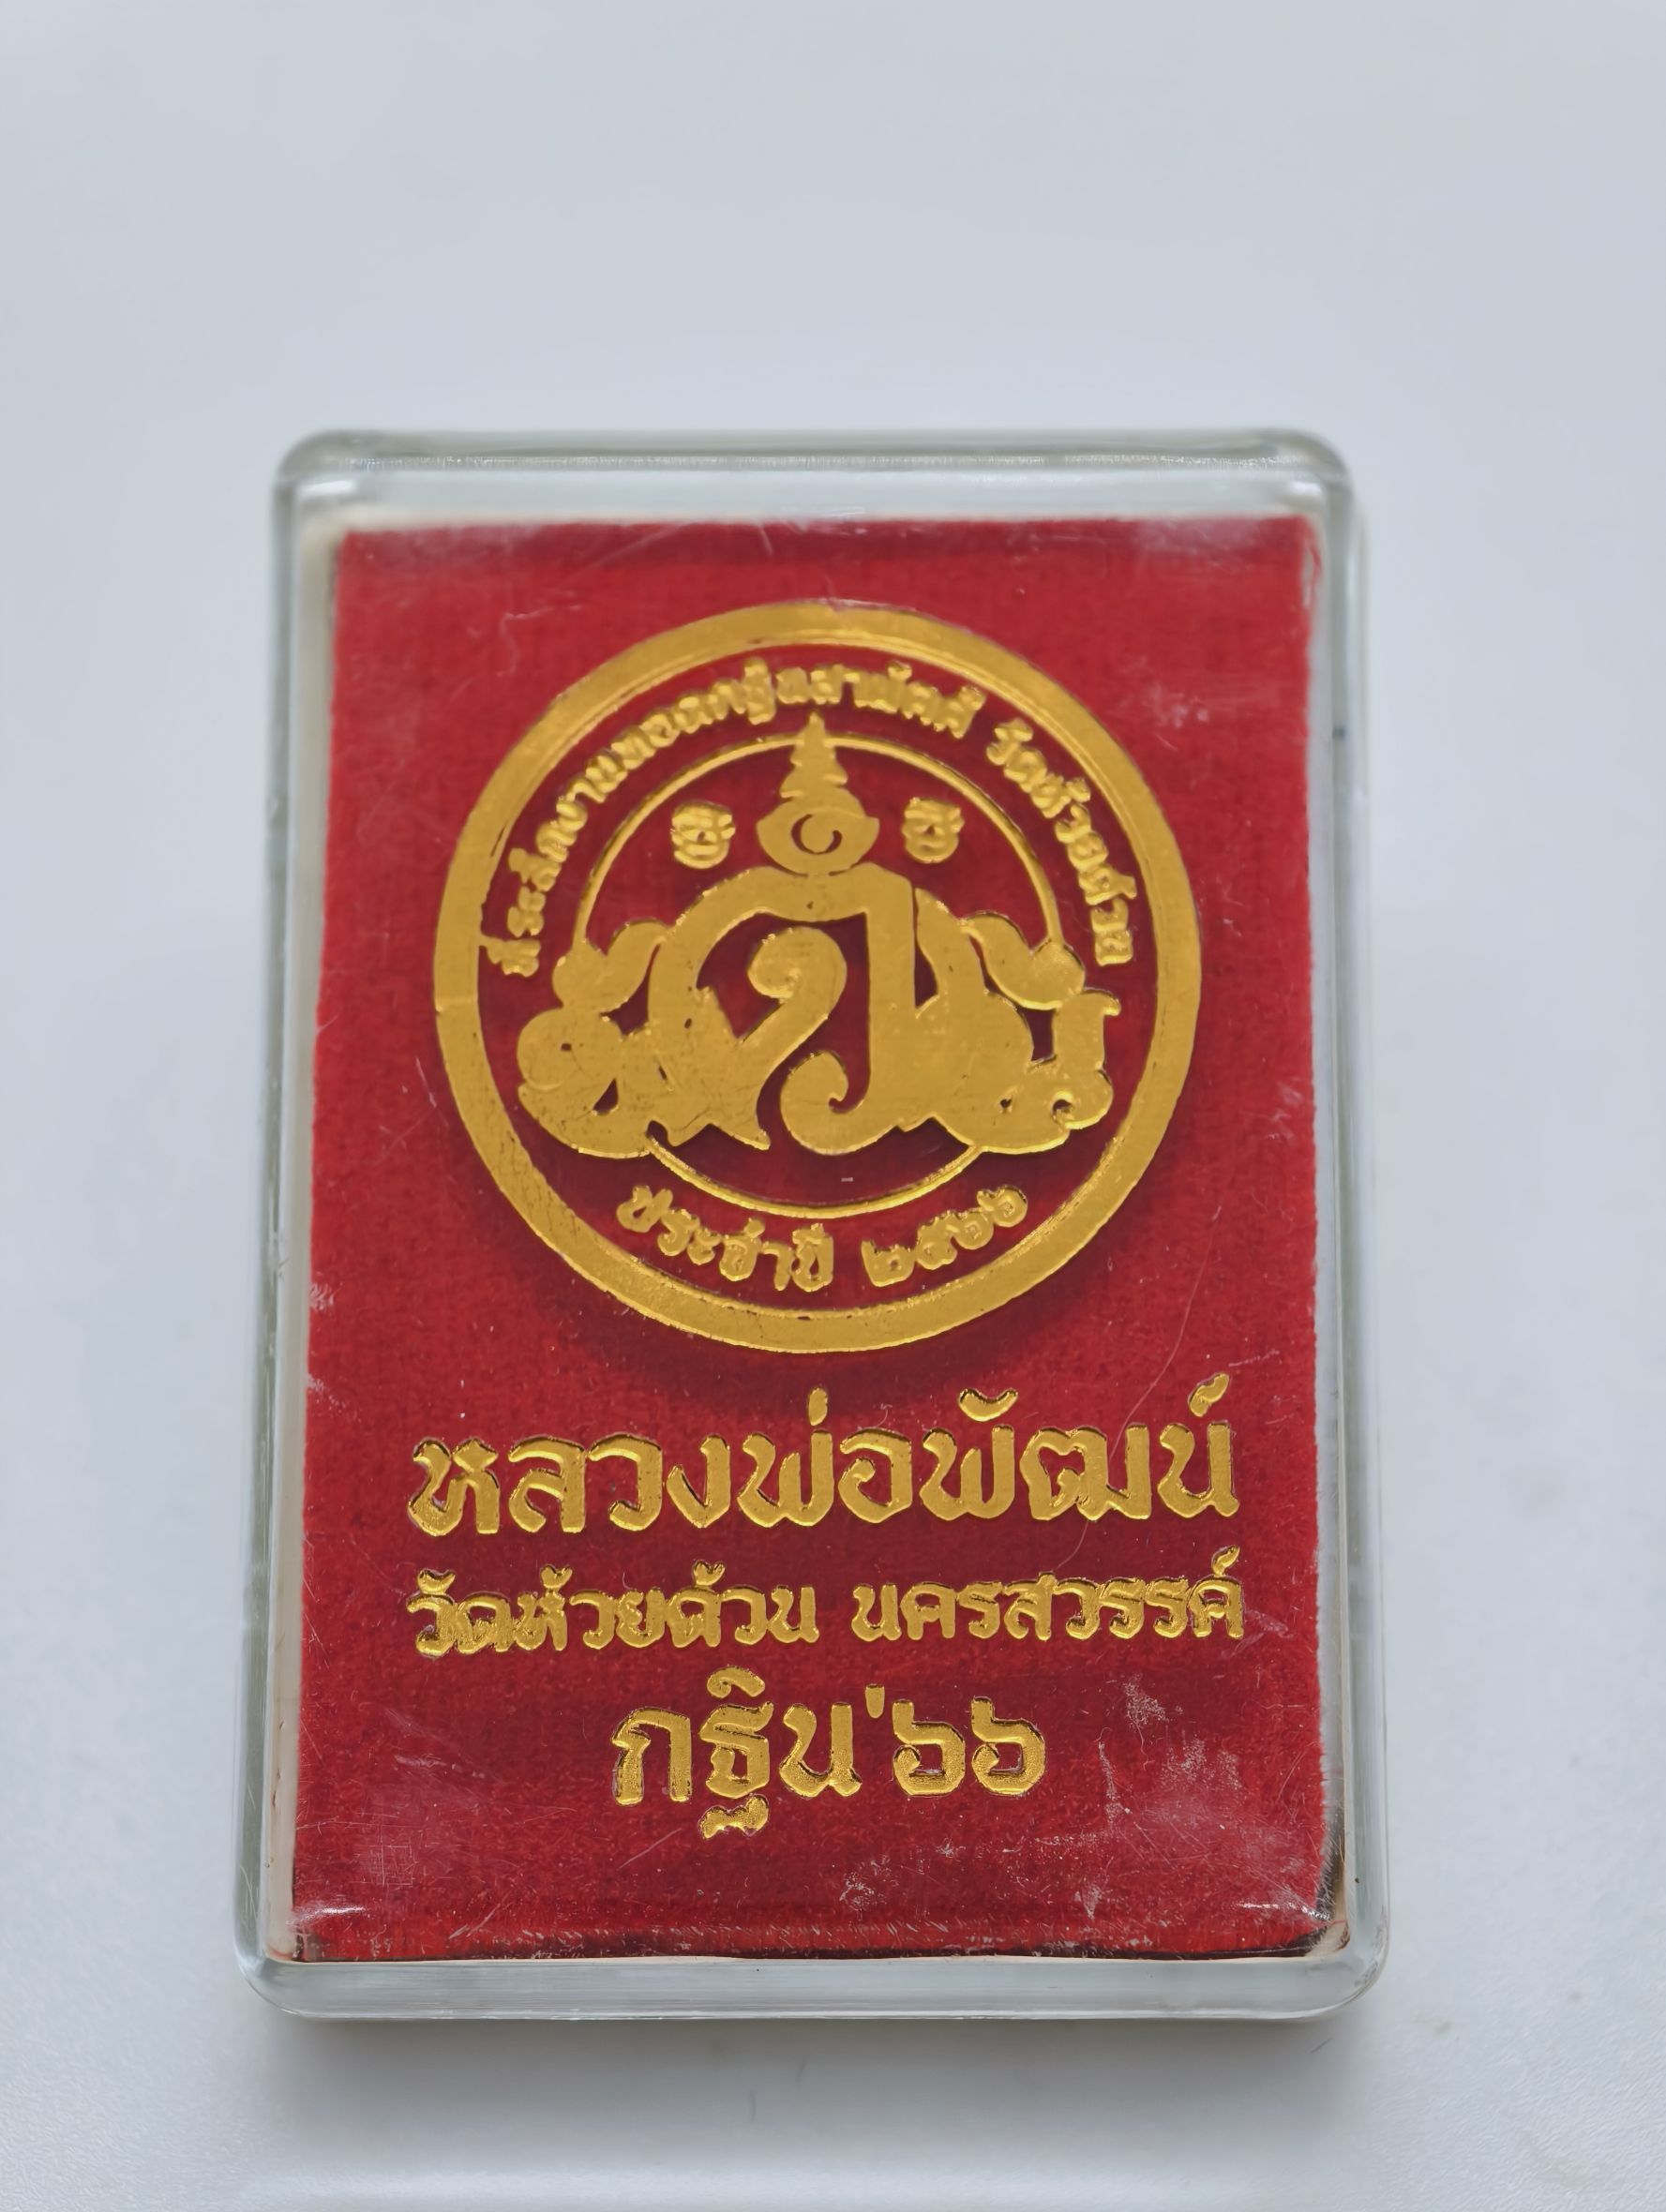 ที่ระลึกงานทอดกฐินสามัคคี วัดห้วยด้วน
ประจำปี ๒๕๖๖
หลวงพ่อพัฒน์
วัดห้วยด้วน นครสวรรค์
กฐิน'๖๖